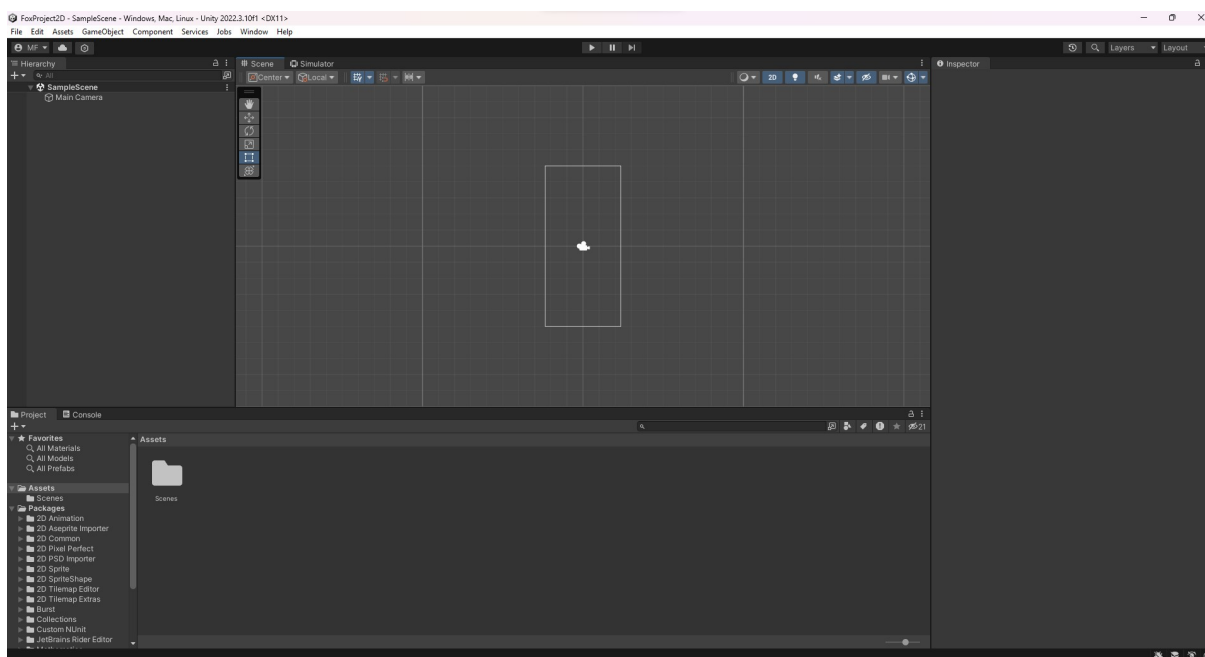 FoxProject2D - SampleScene - Windows, Mac, Linux - Unity 2022.3.10f1 <DX11>
File Edit Assets GameObject Component Services Jobs Window Help
MF
Layers Layout
Hierarchy
All
SampleScene
Main Camera
Scene Simulator
Center Local
2D
Inspector
Project Console
21
Favorites
All Materials
All Models
All Prefabs
Assets
Scenes
Packages
2D Animation
2D Aseprite Importer
2D Common
2D Pixel Perfect
2D PSD Importer
2D Sprite
2D SpriteShape
2D Tilemap Editor
2D Tilemap Extras
Burst
Collections
Custom NUnit
JetBrains Rider Editor
Assets
Scenes